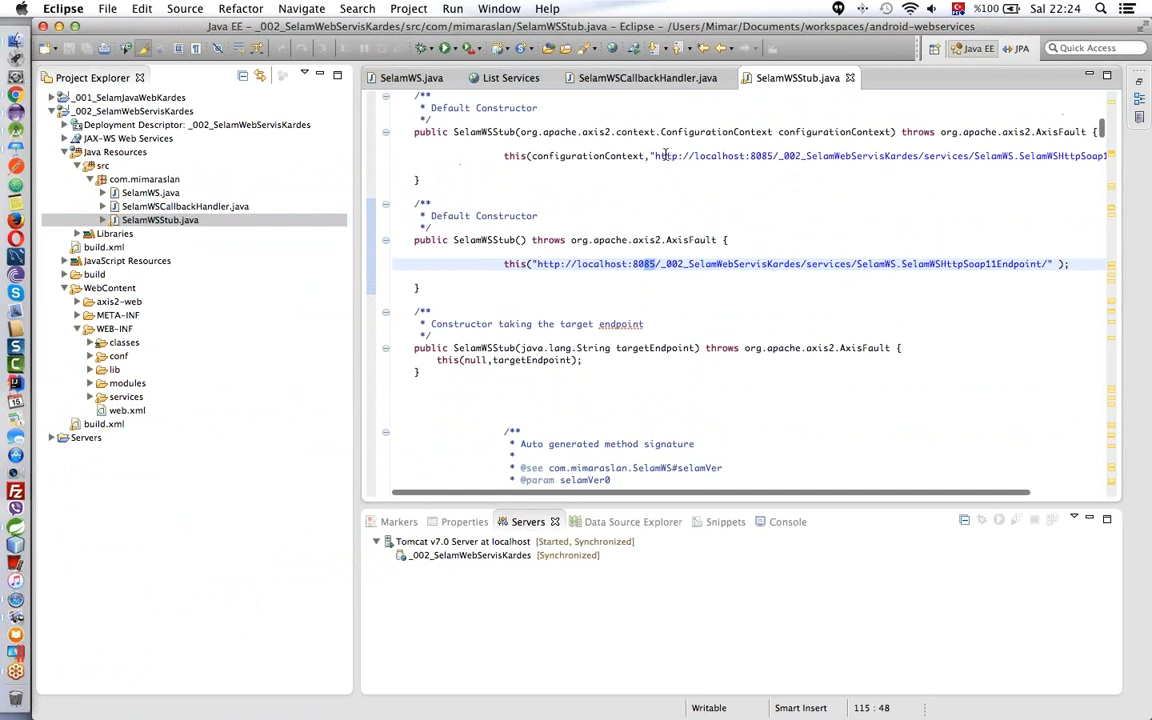 Eclipse File Edit Source Refactor Navigate Search Project Run Window Help %100 Sal 22:24
Java EE - _002_SelamWebServisKardes/src/com/mimaraslan/SelamWSStub.java - Eclipse - /Users/Mimar/Documents/workspaces/android-webservices
Java EE JPA Quick Access
Project Explorer
_001_SelamJavaWebKardes
_002_SelamWebServisKardes
Deployment Descriptor: _002_SelamWebServisKardes
JAX-WS Web Services
Java Resources
src
com.mimaraslan
SelamWS.java
SelamWSCallbackHandler.java
SelamWSStub.java
Libraries
build.xml
JavaScript Resources
build
WebContent
axis2-web
META-INF
WEB-INF
classes
conf
lib
modules
services
web.xml
build.xml
Servers
SelamWS.java List Services SelamWSCallbackHandler.java SelamWSStub.java
/**
* Default Constructor
*/
public SelamWSStub(org.apache.axis2.context.ConfigurationContext configurationContext) throws org.apache.axis2.AxisFault {
this(configurationContext,"http://localhost:8085/_002_SelamWebServisKardes/services/SelamWS.SelamWSHttpSoap1
}
/**
* Default Constructor
*/
public SelamWSStub() throws org.apache.axis2.AxisFault {
this("http://localhost:8085/_002_SelamWebServisKardes/services/SelamWS.SelamWSHttpSoap11Endpoint/" );
}
/**
* Constructor taking the target endpoint
*/
public SelamWSStub(java.lang.String targetEndpoint) throws org.apache.axis2.AxisFault {
this(null,targetEndpoint);
}
/**
* Auto generated method signature
*
* @see com.mimaraslan.SelamWS#selamVer
* @param selamVer0
Markers Properties Servers Data Source Explorer Snippets Console
Tomcat v7.0 Server at localhost [Started, Synchronized]
_002_SelamWebServisKardes [Synchronized]
Writable Smart Insert 115 : 48